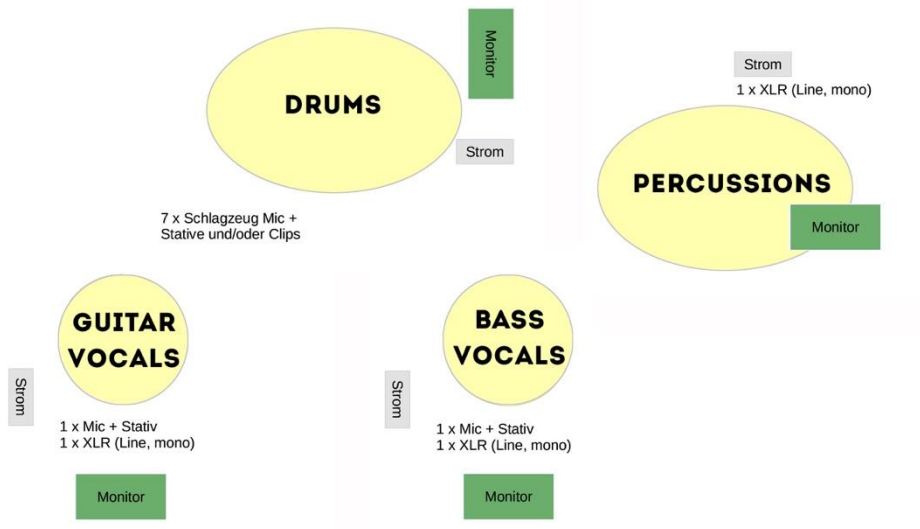 Monitor
DRUMS
Strom
7 x Schlagzeug Mic +
Stative und/oder Clips
Strom
1 x XLR (Line, mono)
PERCUSSIONS
Monitor
GUITAR
VOCALS
Strom
1 x Mic + Stativ
1 x XLR (Line, mono)
Monitor
BASS
VOCALS
Strom
1 x Mic + Stativ
1 x XLR (Line, mono)
Monitor